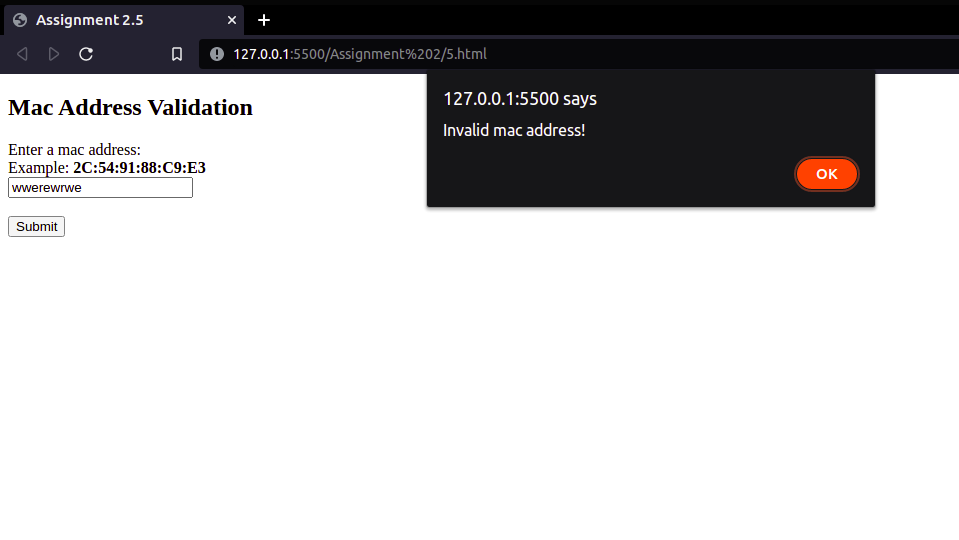 Assignment 2.5
127.0.0.1:5500/Assignment%202/5.html
127.0.0.1:5500 says
Invalid mac address!
OK
Mac Address Validation
Enter a mac address:
Example: 2C:54:91:88:C9:E3
wwerewrwe
Submit